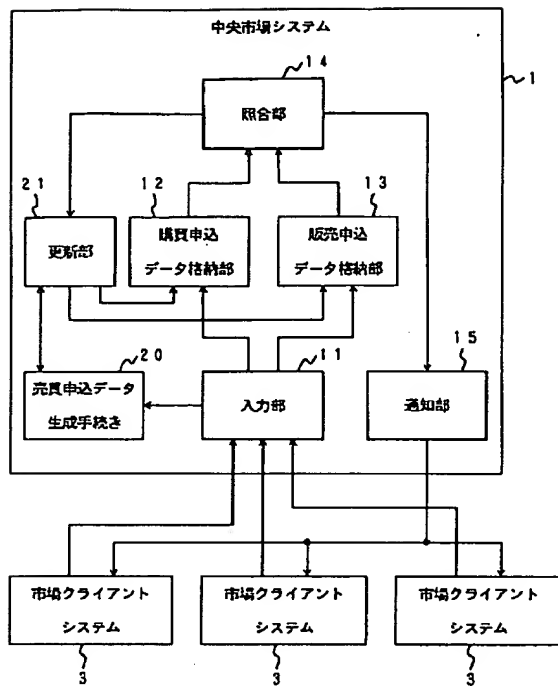 中央市場システム
1
14
照合部
21
更新部
12
購買申込
データ格納部
13
販売申込
データ格納部
20
売買申込データ
生成手続き
11
入力部
15
通知部
市場クライアント
システム
3
市場クライアント
システム
3
市場クライアント
システム
3